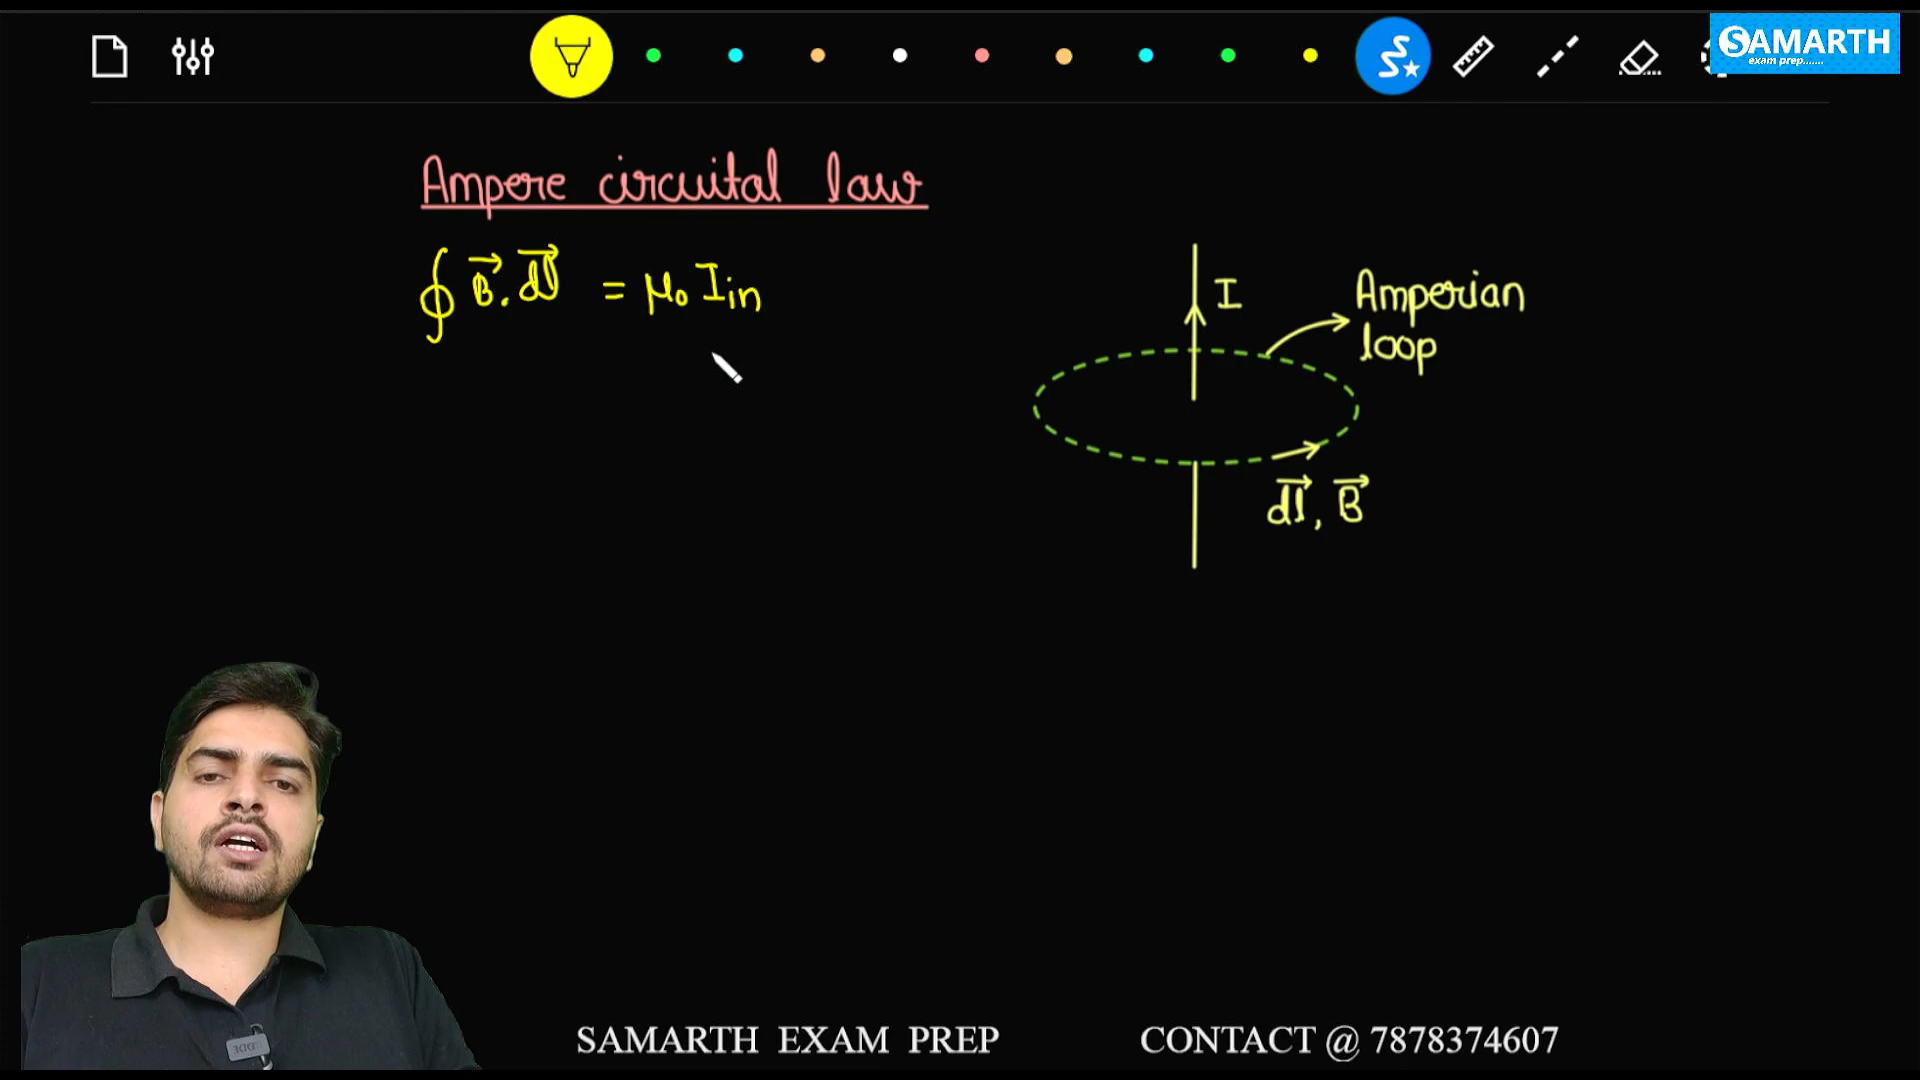 SAMARTH
exam prep.......
Ampere circuital law
∮ B⃗ . dl⃗ = μ₀ Iin
I
Amperian
loop
dl⃗, B⃗
SAMARTH EXAM PREP CONTACT @ 7878374607